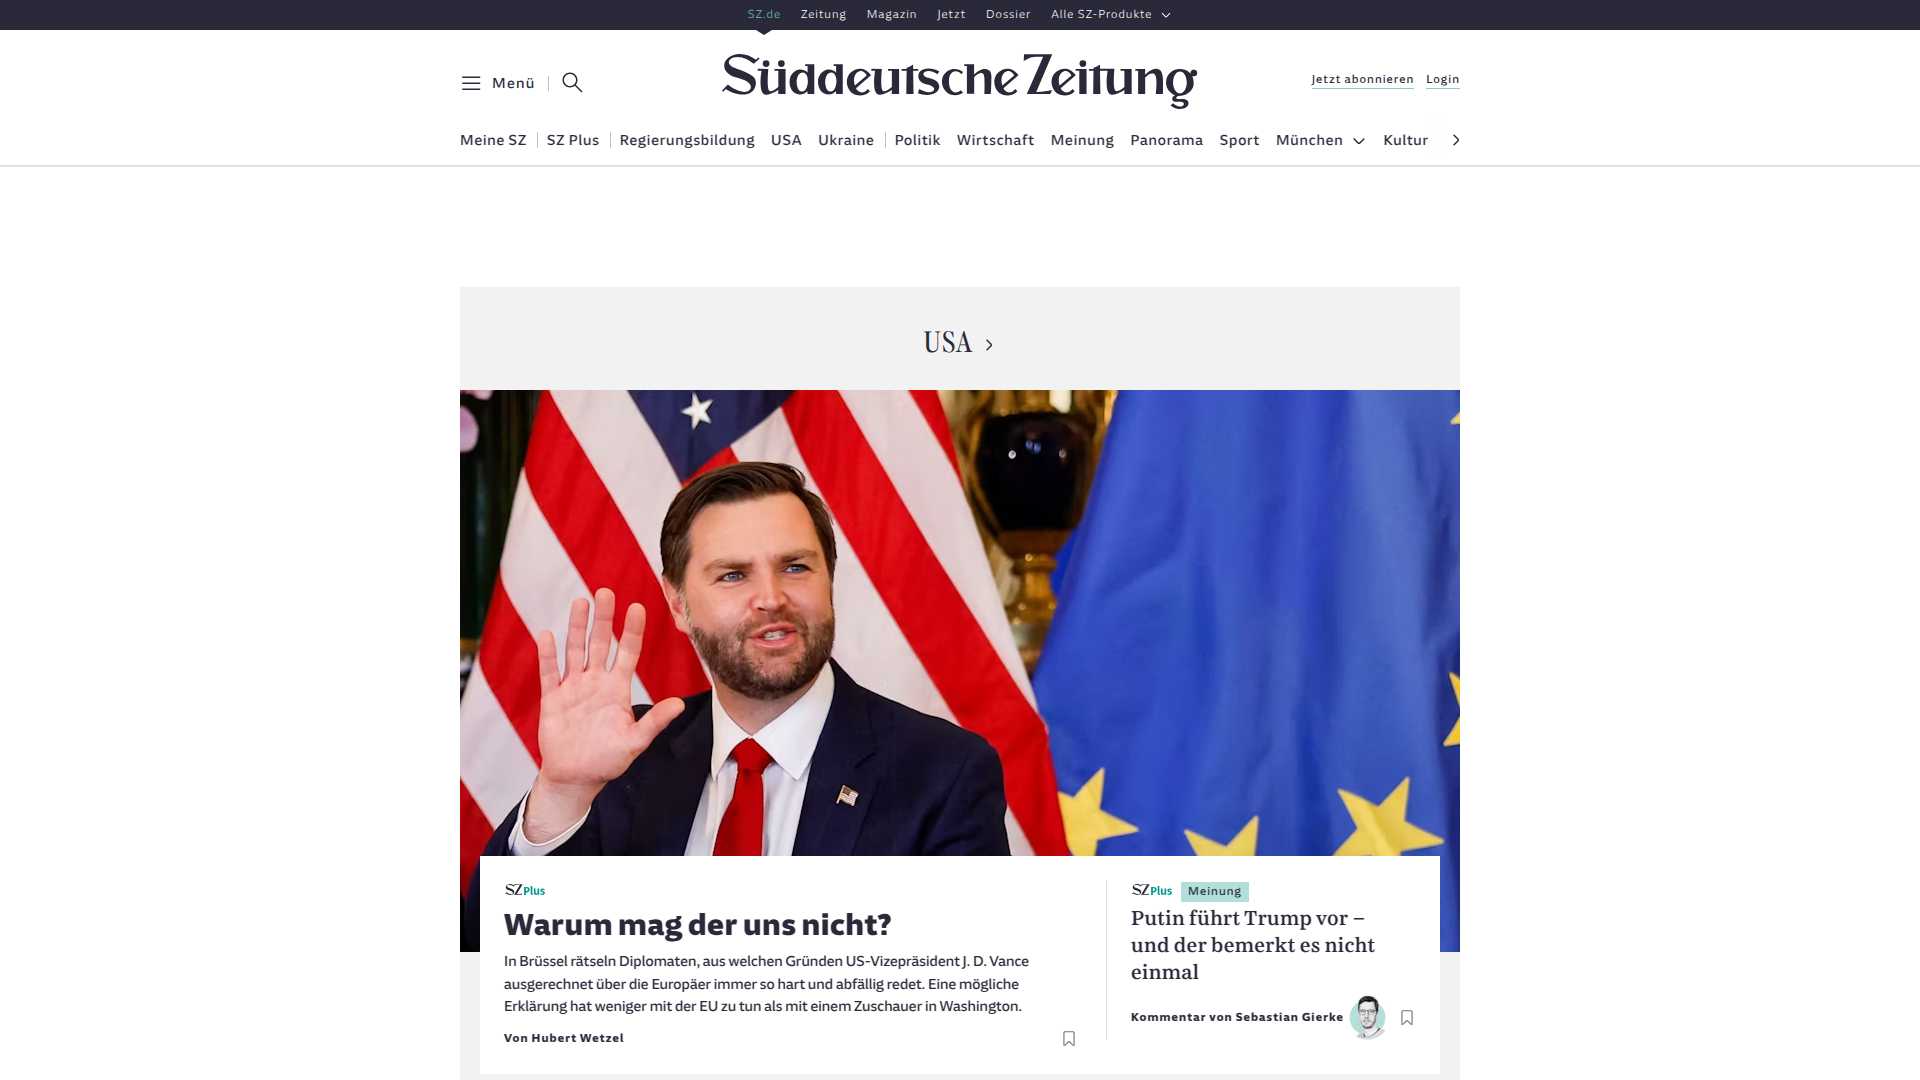 SZ.de Zeitung Magazin Jetzt Dossier Alle SZ-Produkte
Menü
Süddeutsche Zeitung
Jetzt abonnieren Login
Meine SZ SZ Plus Regierungsbildung USA Ukraine Politik Wirtschaft Meinung Panorama Sport München Kultur
USA
SZ Plus
Warum mag der uns nicht?
In Brüssel rätseln Diplomaten, aus welchen Gründen US-Vizepräsident J. D. Vance
ausgerechnet über die Europäer immer so hart und abfällig redet. Eine mögliche
Erklärung hat weniger mit der EU zu tun als mit einem Zuschauer in Washington.
Von Hubert Wetzel
SZ Plus Meinung
Putin führt Trump vor –
und der bemerkt es nicht
einmal
Kommentar von Sebastian Gierke